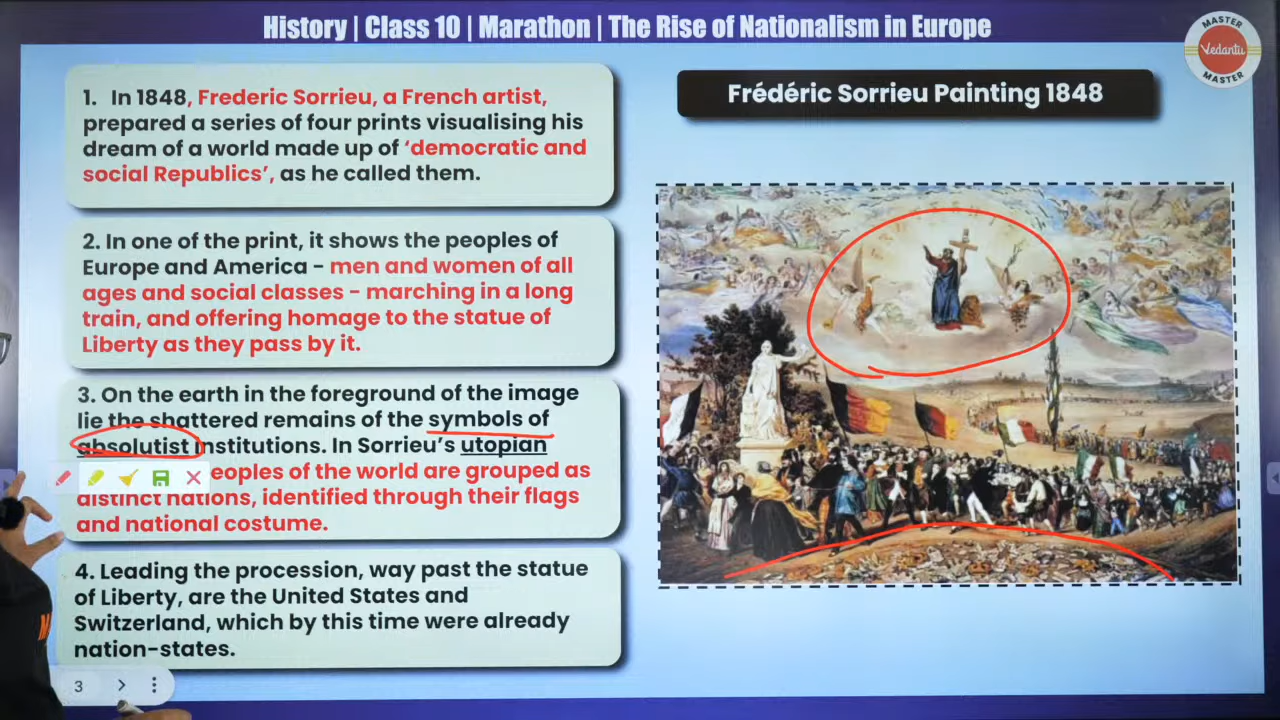 History | Class 10 | Marathon | The Rise of Nationalism in Europe
MASTER
Vedantu
MASTER
1. In 1848, Frederic Sorrieu, a French artist,
prepared a series of four prints visualising his
dream of a world made up of ‘democratic and
social Republics’, as he called them.
2. In one of the print, it shows the peoples of
Europe and America – men and women of all
ages and social classes – marching in a long
train, and offering homage to the statue of
Liberty as they pass by it.
3. On the earth in the foreground of the image
lie the shattered remains of the symbols of
absolutist institutions. In Sorrieu’s utopian
eoples of the world are grouped as
distinct nations, identified through their flags
and national costume.
4. Leading the procession, way past the statue
of Liberty, are the United States and
Switzerland, which by this time were already
nation-states.
3
Frédéric Sorrieu Painting 1848